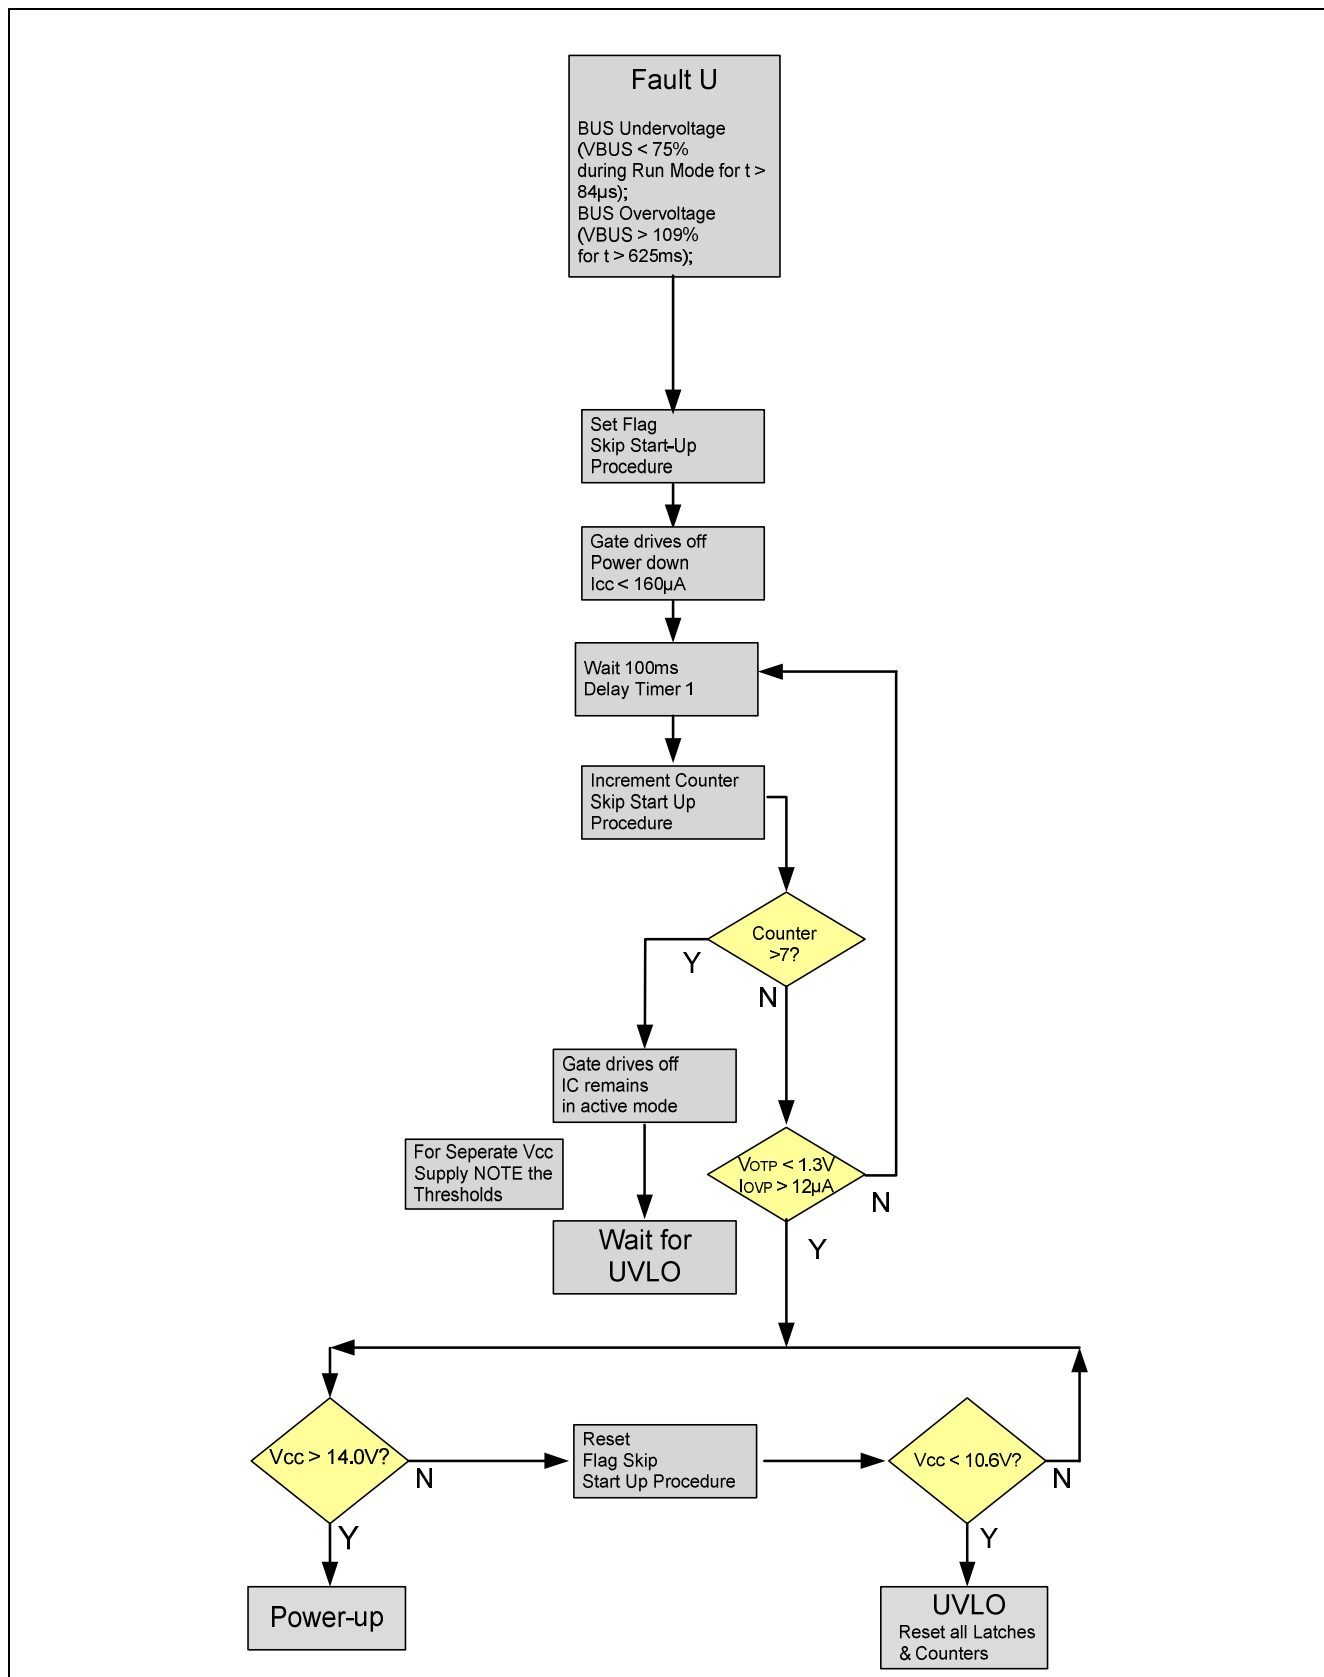 Fault U
BUS Undervoltage
(VBUS < 75%
during Run Mode for t >
84µs);
BUS Overvoltage
(VBUS > 109%
for t > 625ms);
Set Flag
Skip Start-Up
Procedure
Gate drives off
Power down
Icc < 160µA
Wait 100ms
Delay Timer 1
Increment Counter
Skip Start Up
Procedure
Counter
>7?
Y
N
Gate drives off
IC remains
in active mode
For Seperate Vcc
Supply NOTE the
Thresholds
VOTP < 1.3V
IOVP > 12µA
N
Y
Wait for
UVLO
Vcc > 14.0V?
N
Y
Reset
Flag Skip
Start Up Procedure
Vcc < 10.6V?
N
Y
Power-up
UVLO
Reset all Latches
& Counters